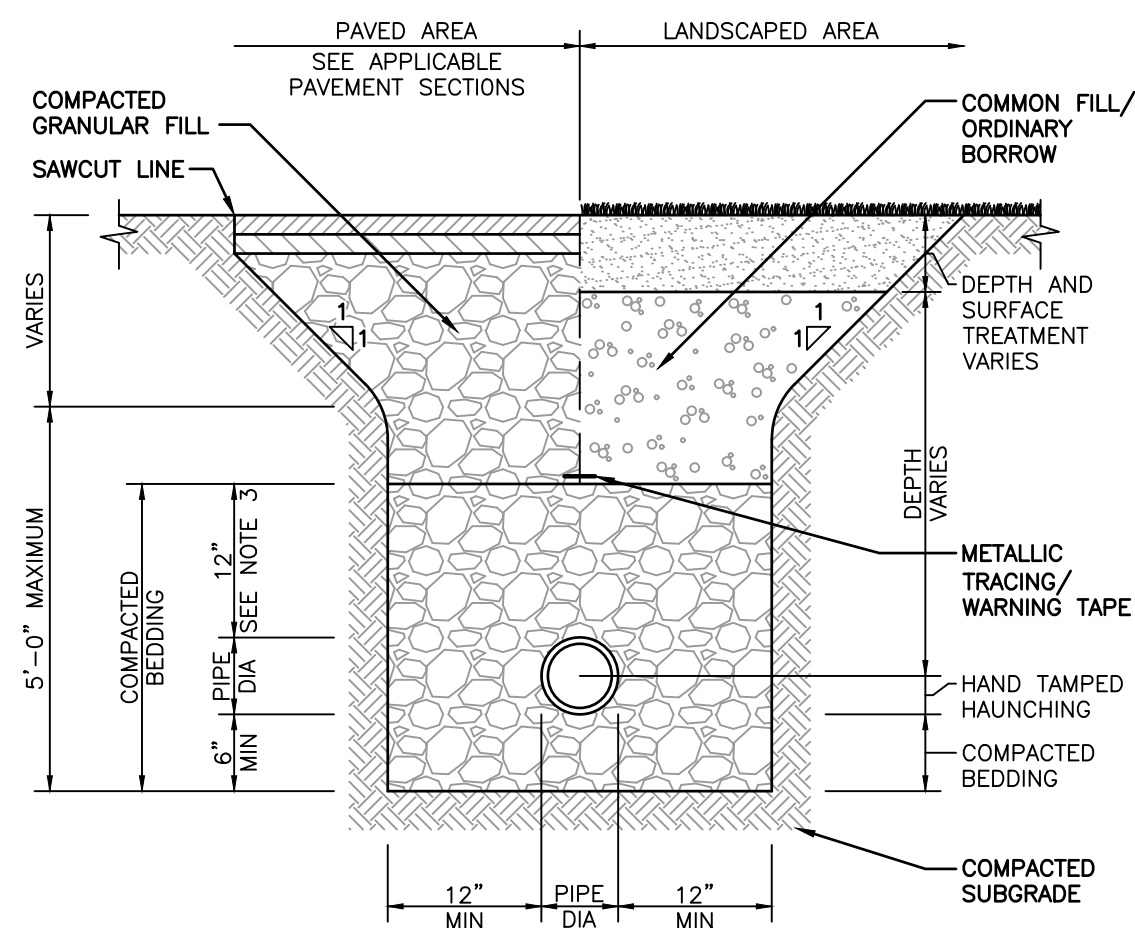 PAVED AREA
SEE APPLICABLE
PAVEMENT SECTIONS
LANDSCAPED AREA
COMPACTED
GRANULAR FILL
SAWCUT LINE
COMMON FILL/
ORDINARY
BORROW
VARIES
1
1
1
1
DEPTH AND
SURFACE
TREATMENT
VARIES
DEPTH
VARIES
5'-0" MAXIMUM
COMPACTED
BEDDING
12"
SEE NOTE 3
PIPE
DIA
6"
MIN
METALLIC
TRACING/
WARNING TAPE
HAND TAMPED
HAUNCHING
COMPACTED
BEDDING
COMPACTED
SUBGRADE
12"
MIN
PIPE
DIA
12"
MIN